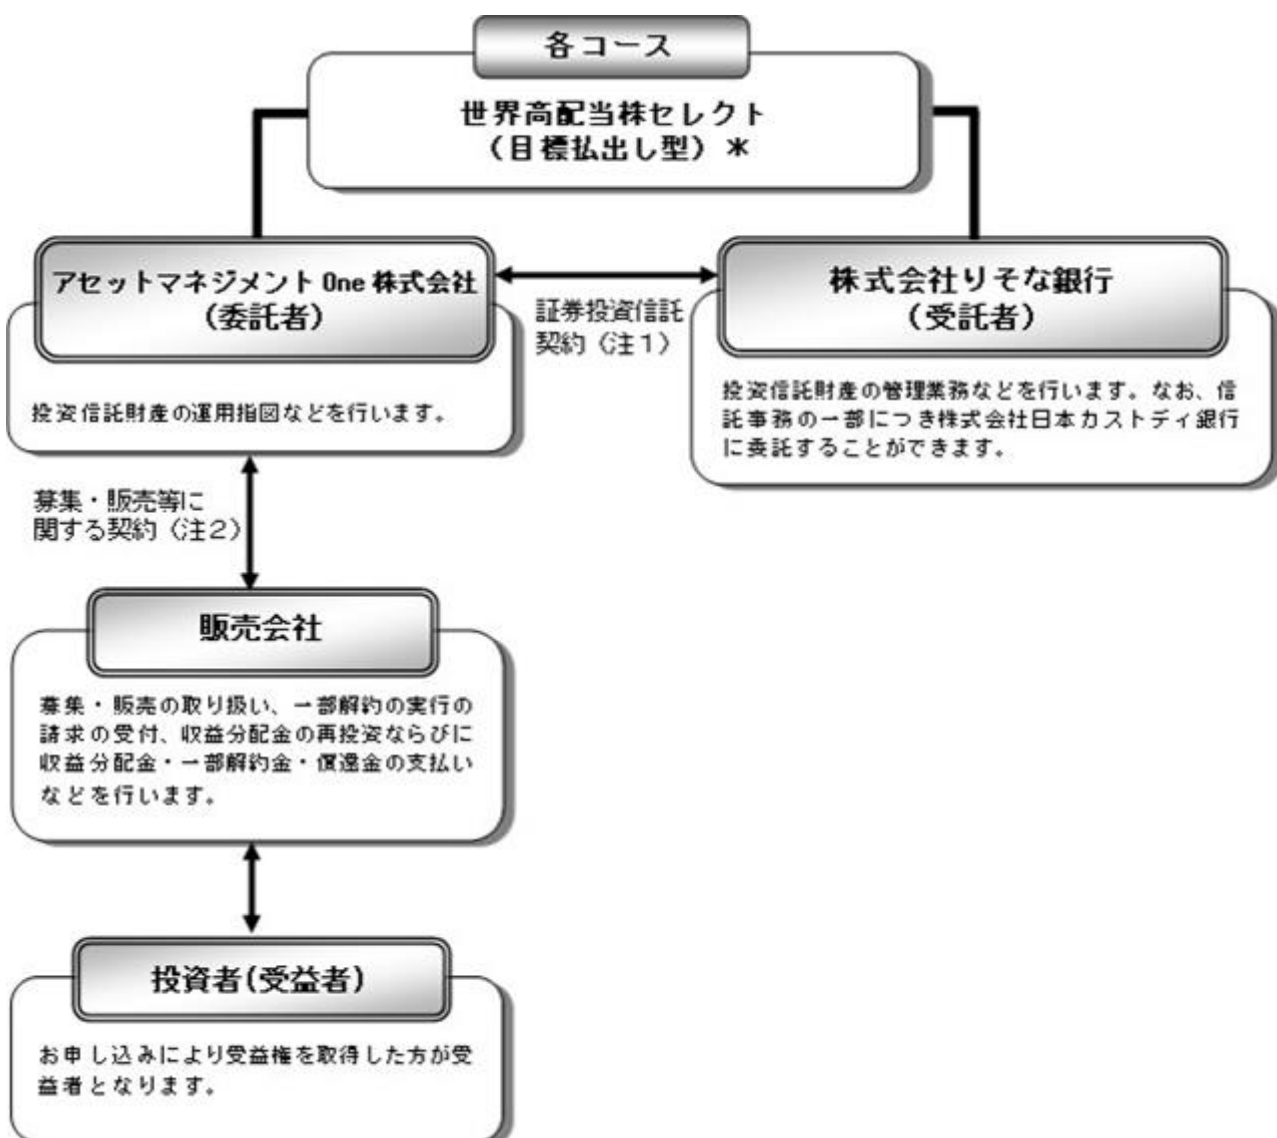 各コース
世界高配当株セレクト
（目標払出し型）＊
アセットマネジメント One 株式会社
（委託者）
投資信託財産の運用指図などを行います。
証券投資信託
契約（注１）
株式会社りそな銀行
（受託者）
投資信託財産の管理業務などを行います。なお、信
託事務の一部につき株式会社日本カストディ銀行
に委託することができます。
募集・販売等に
関する契約（注２）
販売会社
募集・販売の取り扱い、一部解約の実行の
請求の受付、収益分配金の再投資ならびに
収益分配金・一部解約金・償還金の支払い
などを行います。
投資者(受益者)
お申し込みにより受益権を取得した方が受
益者となります。